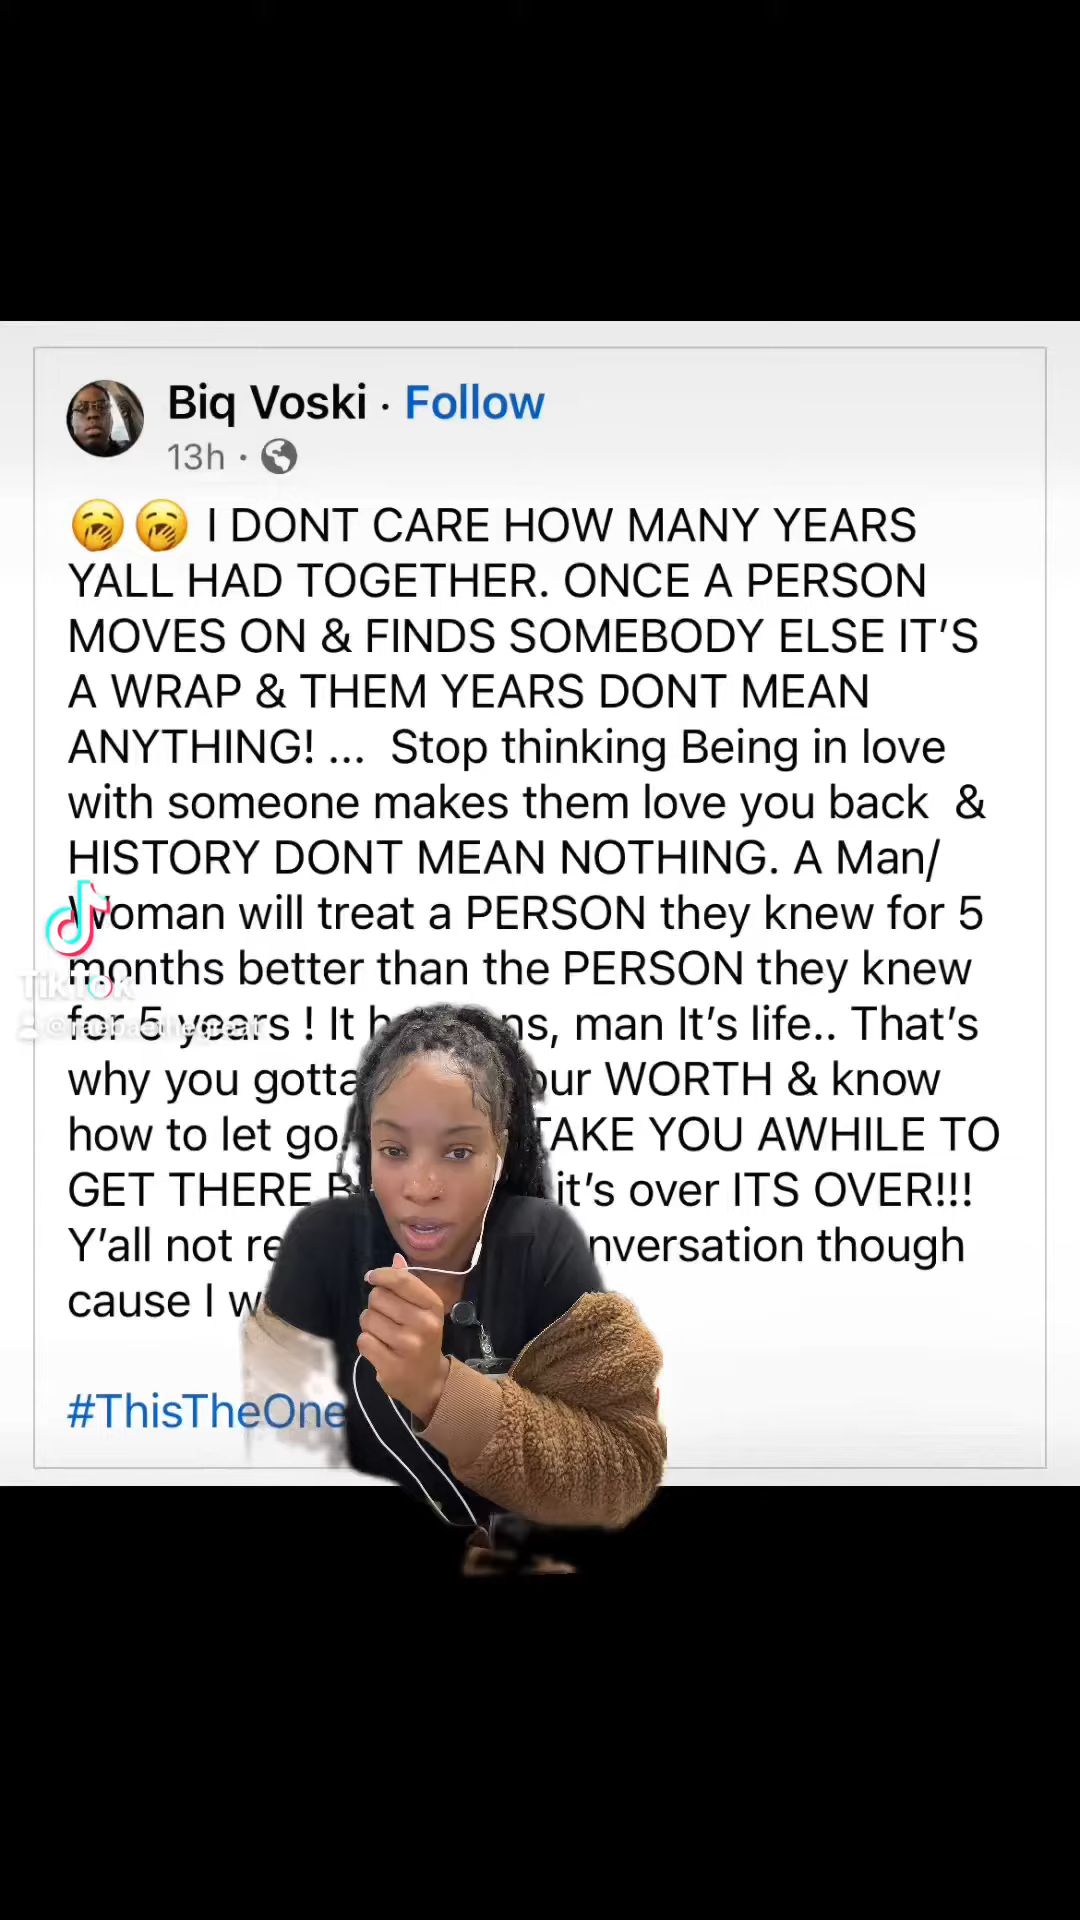 Biq Voski · Follow
13h ·
🥱🥱 I DONT CARE HOW MANY YEARS
YALL HAD TOGETHER. ONCE A PERSON
MOVES ON & FINDS SOMEBODY ELSE IT’S
A WRAP & THEM YEARS DONT MEAN
ANYTHING! ... Stop thinking Being in love
with someone makes them love you back &
HISTORY DONT MEAN NOTHING. A Man/
Woman will treat a PERSON they knew for 5
months better than the PERSON they knew
TikTok
for 5 years ! It man It’s life.. That’s
@raebaethegreat
why you gotta WORTH & know
how to let go. TAKE YOU AWHILE TO
GET THERE it’s over ITS OVER!!!
Y’all not though
cause I
#ThisTheOne